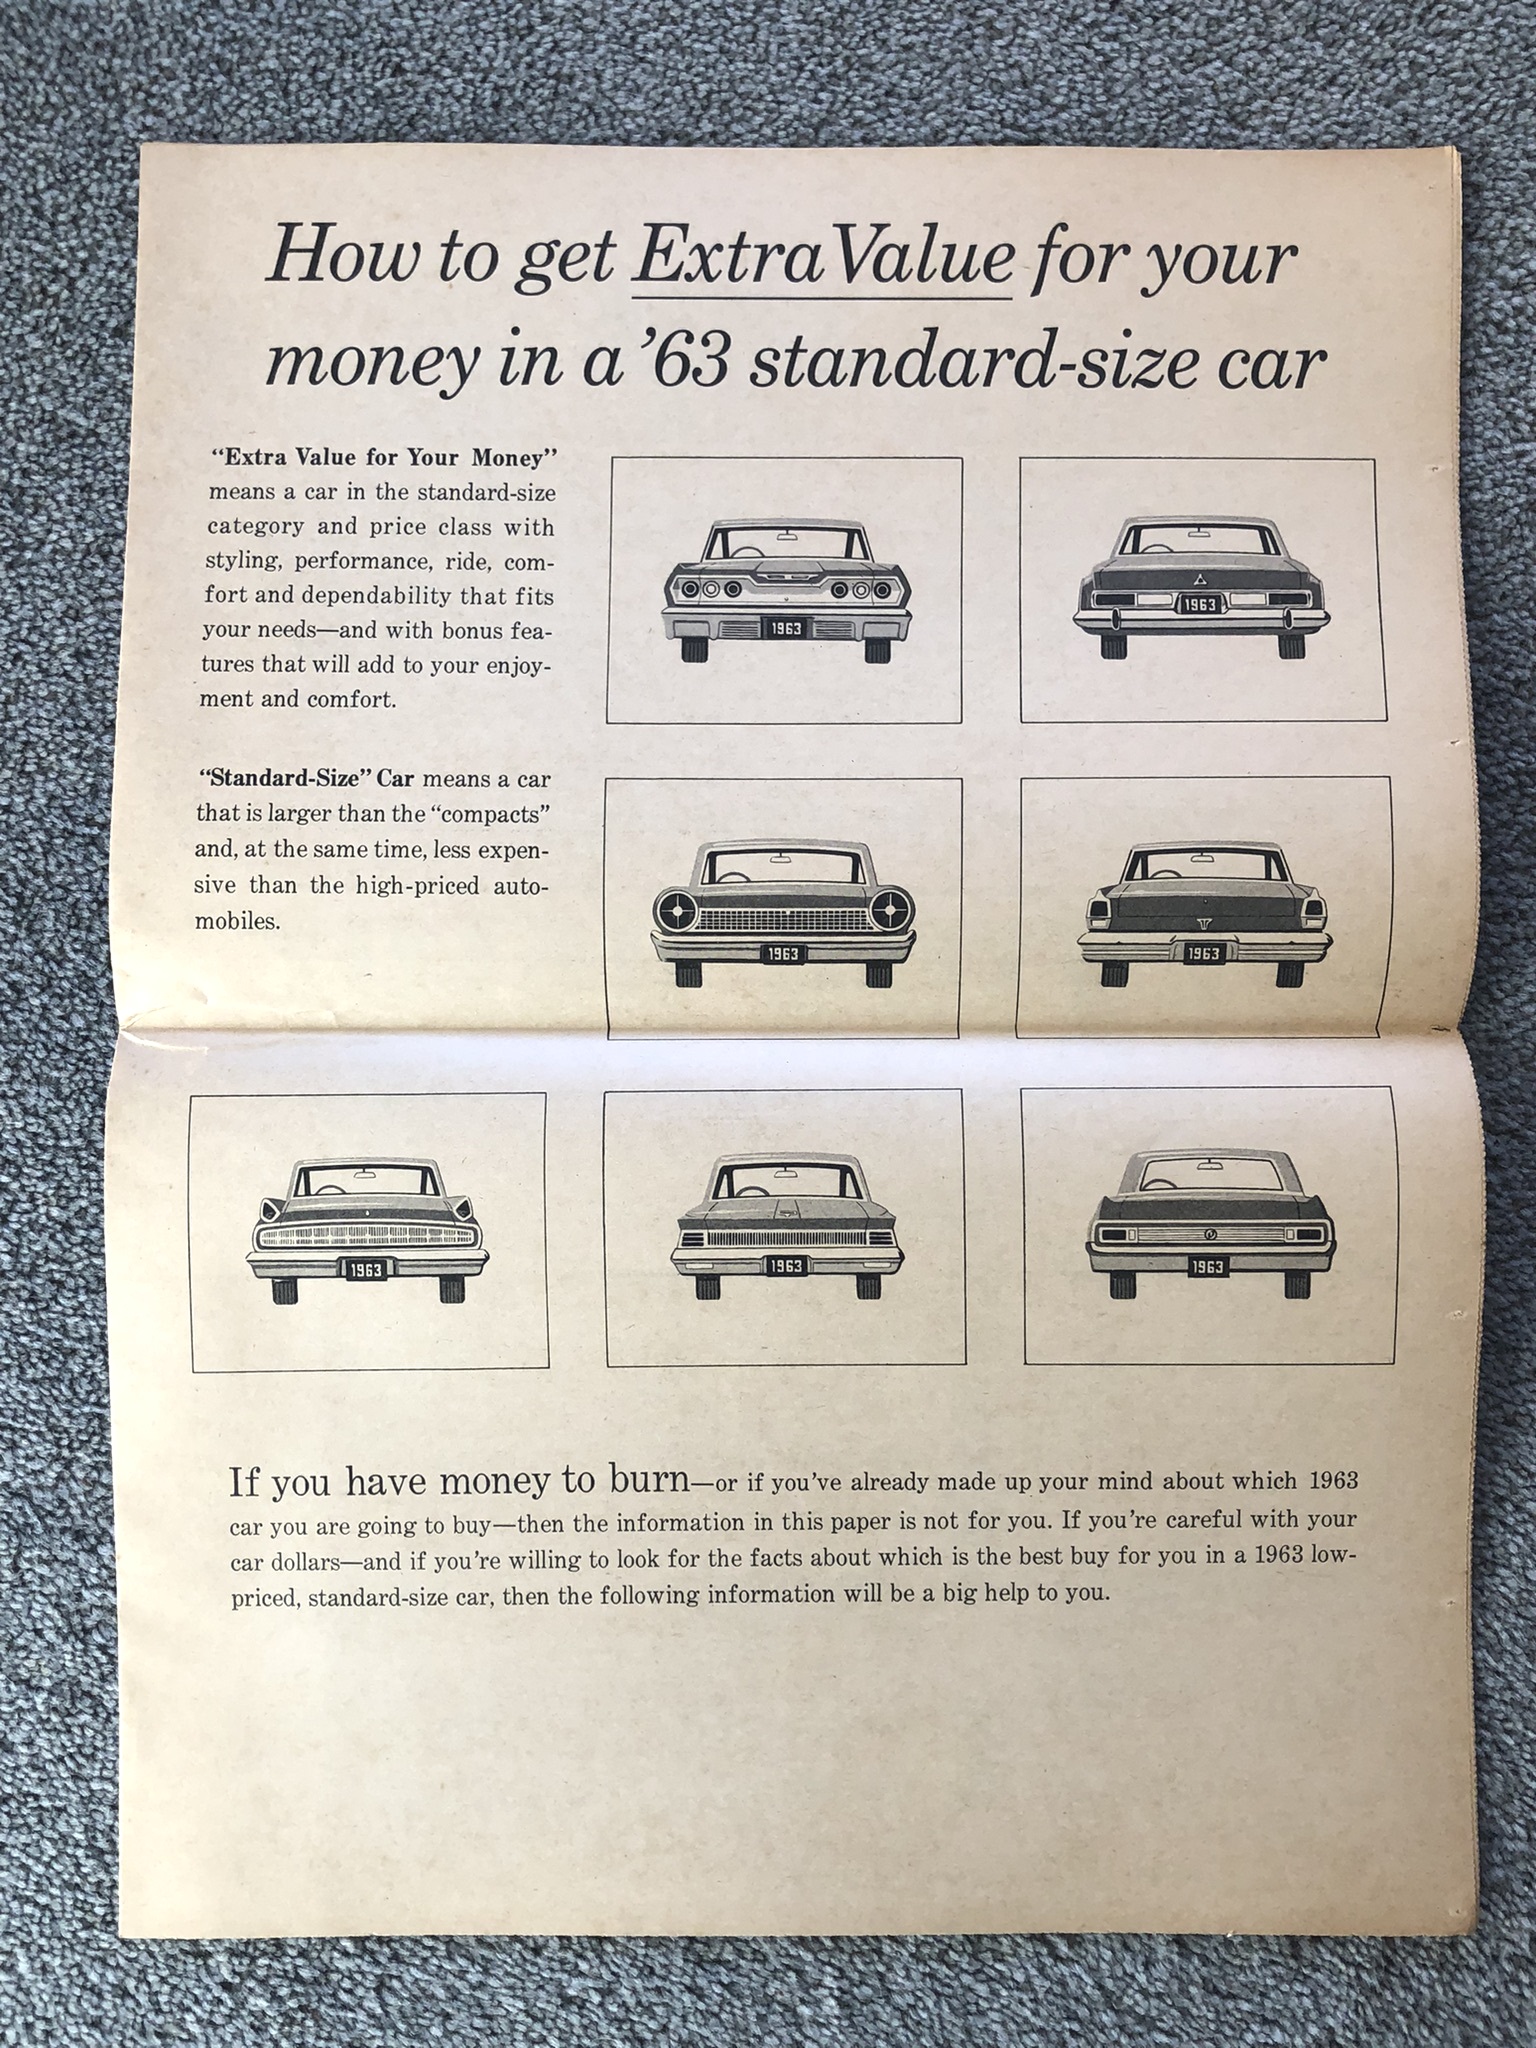 How to get Extra Value for your
money in a ’63 standard-size car
“Extra Value for Your Money”
means a car in the standard-size
category and price class with
styling, performance, ride, com-
fort and dependability that fits
your needs—and with bonus fea-
tures that will add to your enjoy-
ment and comfort.
“Standard-Size” Car means a car
that is larger than the “compacts”
and, at the same time, less expen-
sive than the high-priced auto-
mobiles.
1963
1963
1963
1963
1963
1963
1963
If you have money to burn—or if you’ve already made up your mind about which 1963
car you are going to buy—then the information in this paper is not for you. If you’re careful with your
car dollars—and if you’re willing to look for the facts about which is the best buy for you in a 1963 low-
priced, standard-size car, then the following information will be a big help to you.